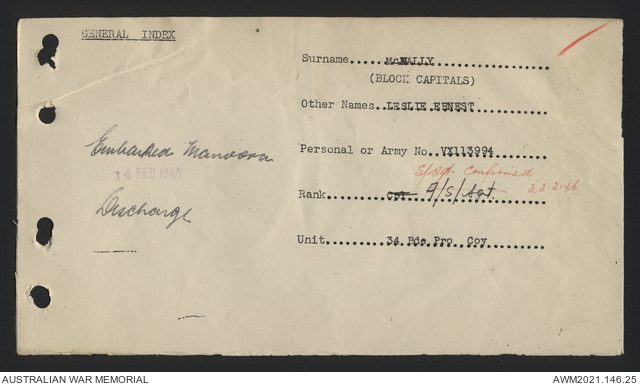 GENERAL INDEX
Surname.....McNALLY
(BLOCK CAPITALS)
Other Names..LESLIE EENEST
Embarked Manoora
14 FEB 1947
Discharge
Personal or Army No..VX113994
S/Sgt. Confirmed
22.2.46
Rank.....Cpl. A/S/Sgt
Unit.....34 Bde Pro Coy
AUSTRALIAN WAR MEMORIAL
AWM2021.146.25